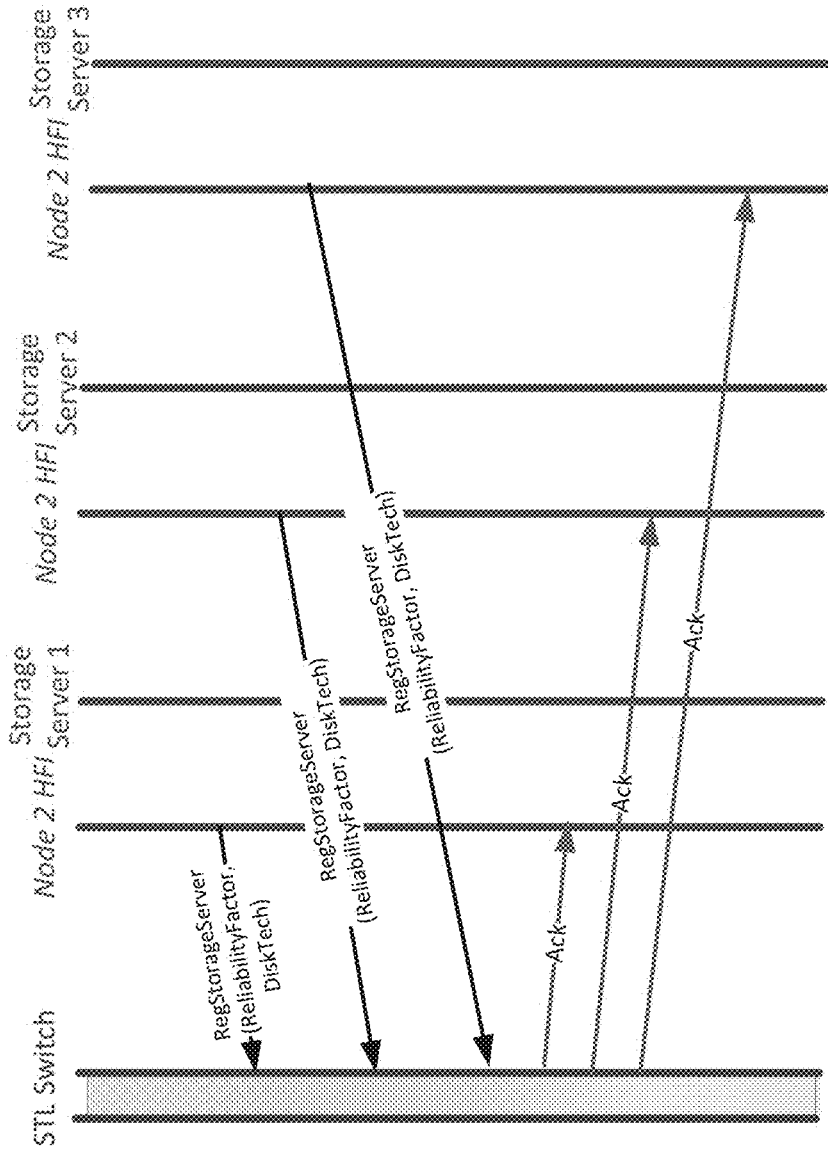 STL Switch
Node 2 HFI
Storage
Server 1
Node 2 HFI
Storage
Server 2
Node 2 HFI
Storage
Server 3
RegStorageServer
(ReliabilityFactor,
DiskTech)
RegStorageServer
(ReliabilityFactor, DiskTech)
RegStorageServer
(ReliabilityFactor, DiskTech)
Ack
Ack
Ack